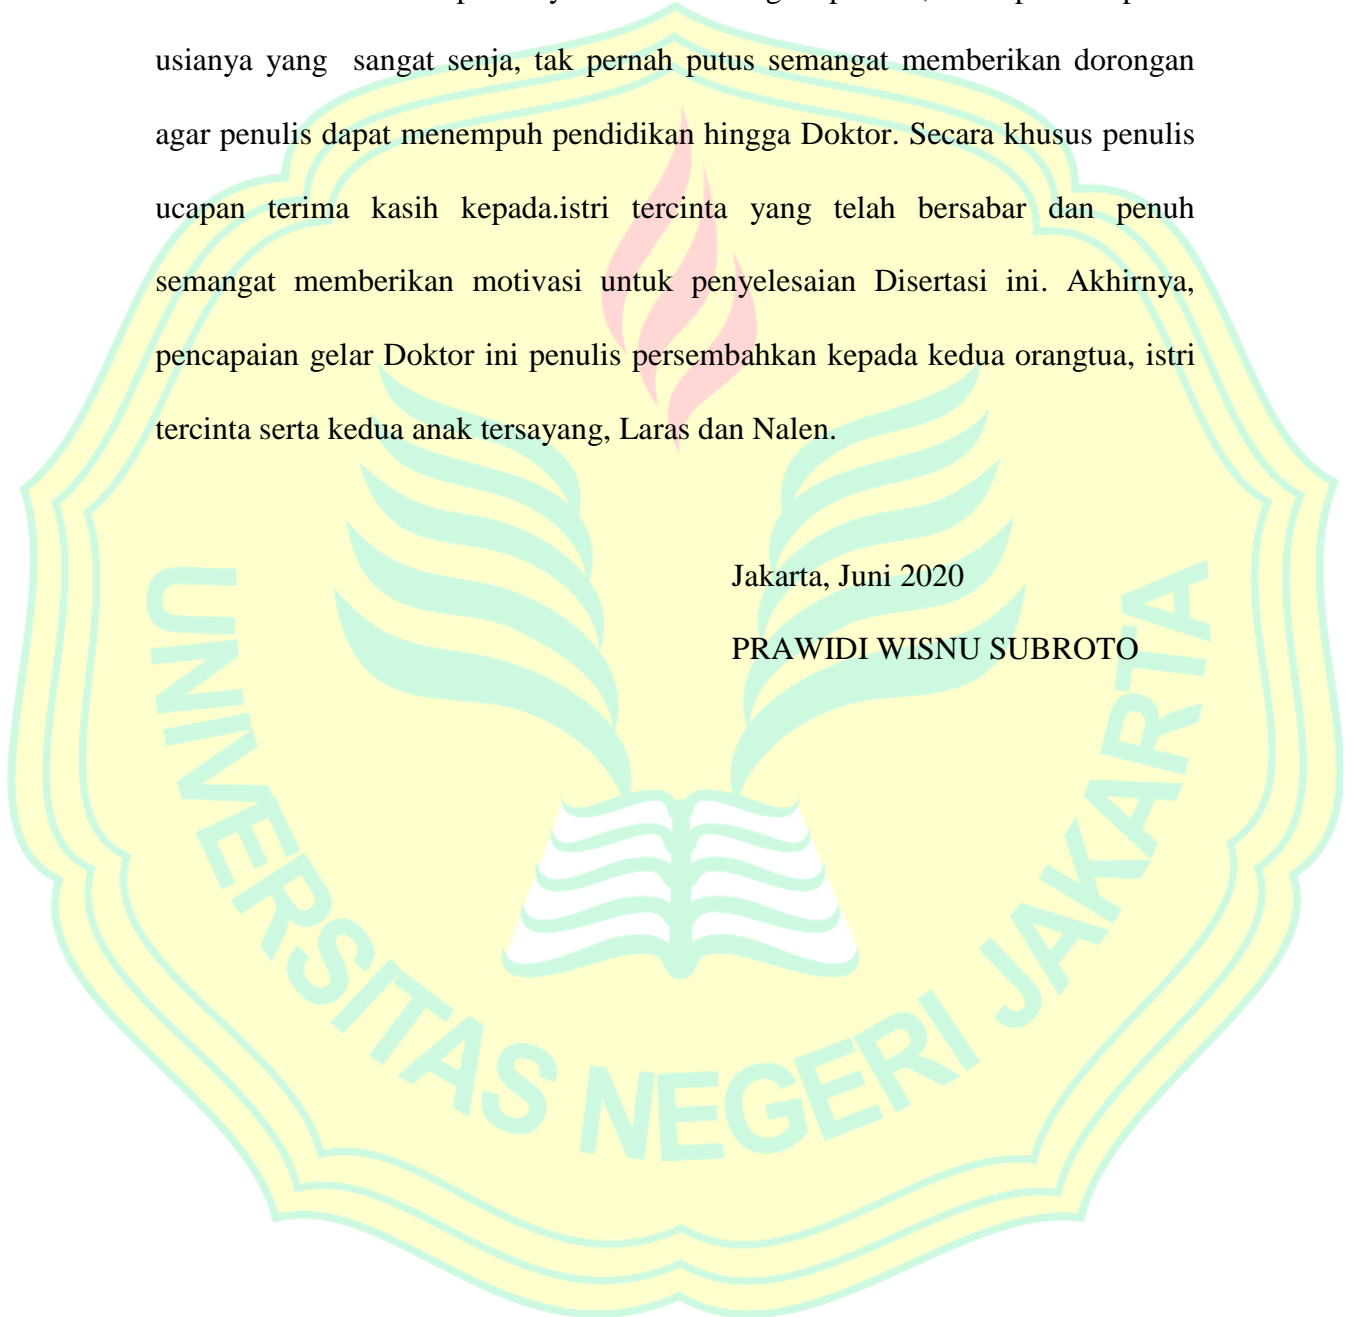 usianya yang sangat senja, tak pernah putus semangat memberikan dorongan
agar penulis dapat menempuh pendidikan hingga Doktor. Secara khusus penulis
ucapan terima kasih kepada.istri tercinta yang telah bersabar dan penuh
semangat memberikan motivasi untuk penyelesaian Disertasi ini. Akhirnya,
pencapaian gelar Doktor ini penulis persembahkan kepada kedua orangtua, istri
tercinta serta kedua anak tersayang, Laras dan Nalen.
Jakarta, Juni 2020
PRAWIDI WISNU SUBROTO
UNIVERSITAS NEGERI JAKARTA